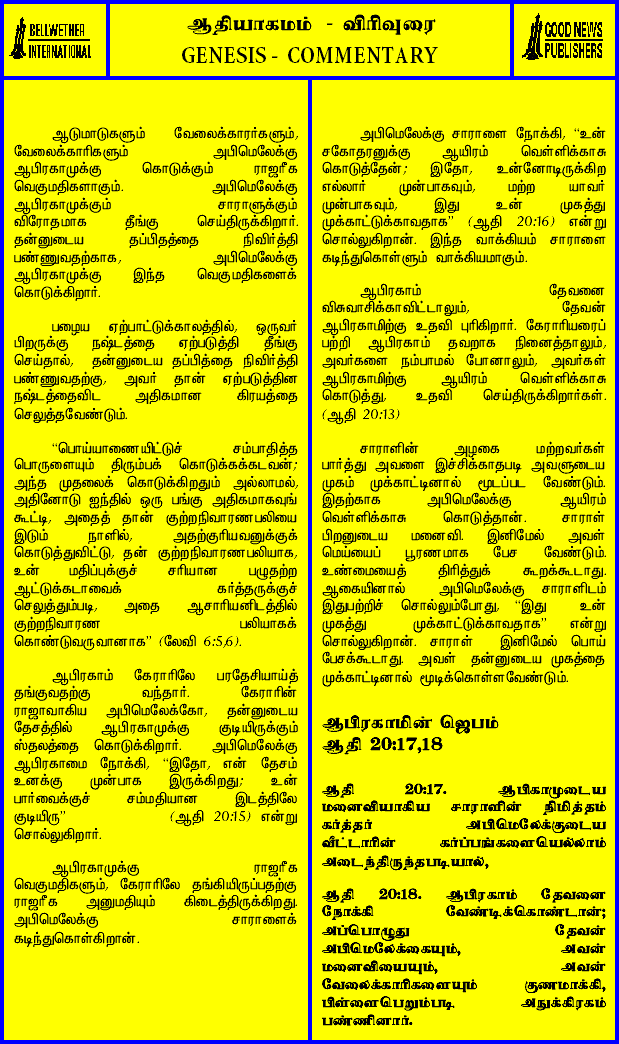 BELLWETHER
INTERNATIONAL
ஆதியாகமம் - விரிவுரை
GENESIS - COMMENTARY
GOOD NEWS
PUBLISHERS
ஆடுமாடுகளும் வேலைக்காரர்களும்,
வேலைக்காரிகளும் அபிமெலேக்கு
ஆபிரகாமுக்கு கொடுக்கும் ராஜரீக
வெகுமதிகளாகும். அபிமெலேக்கு
ஆபிரகாமுக்கும் சாராளுக்கும்
விரோதமாக தீங்கு செய்திருக்கிறார்.
தன்னுடைய தப்பிதத்தை நிவிர்த்தி
பண்ணுவதற்காக, அபிமெலேக்கு
ஆபிரகாமுக்கு இந்த வெகுமதிகளைக்
கொடுக்கிறார்.
பழைய ஏற்பாட்டுக்காலத்தில், ஒருவர்
பிறருக்கு நஷ்டத்தை ஏற்படுத்தி தீங்கு
செய்தால், தன்னுடைய தப்பித்தை நிவிர்த்தி
பண்ணுவதற்கு, அவர் தான் ஏற்படுத்தின
நஷ்டத்தைவிட அதிகமான கிரயத்தை
செலுத்தவேண்டும்.
“பொய்யாணையிட்டுச் சம்பாதித்த
பொருளையும் திரும்பக் கொடுக்கக்கடவன்;
அந்த முதலைக் கொடுக்கிறதும் அல்லாமல்,
அதினோடு ஐந்தில் ஒரு பங்கு அதிகமாகவுங்
கூட்டி, அதைத் தான் குற்றநிவாரணபலியை
இடும் நாளில், அதற்குரியவனுக்குக்
கொடுத்துவிட்டு, தன் குற்றநிவாரணபலியாக,
உன் மதிப்புக்குச் சரியான பழுதற்ற
ஆட்டுக்கடாவைக் கர்த்தருக்குச்
செலுத்தும்படி, அதை ஆசாரியனிடத்தில்
குற்றநிவாரண பலியாகக்
கொண்டுவருவானாக” (லேவி 6:5,6).
ஆபிரகாம் கேராரிலே பரதேசியாய்த்
தங்குவதற்கு வந்தார். கேராரின்
ராஜாவாகிய அபிமெலேக்கோ, தன்னுடைய
தேசத்தில் ஆபிரகாமுக்கு குடியிருக்கும்
ஸ்தலத்தை கொடுக்கிறார். அபிமெலேக்கு
ஆபிரகாமை நோக்கி, “இதோ, என் தேசம்
உனக்கு முன்பாக இருக்கிறது; உன்
பார்வைக்குச் சம்மதியான இடத்திலே
குடியிரு” (ஆதி 20:15) என்று
சொல்லுகிறார்.
ஆபிரகாமுக்கு ராஜரீக
வெகுமதிகளும், கேராரிலே தங்கியிருப்பதற்கு
ராஜரீக அனுமதியும் கிடைத்திருக்கிறது.
அபிமெலேக்கு சாராளைக்
கடிந்துகொள்கிறான்.
அபிமெலேக்கு சாராளை நோக்கி, “உன்
சகோதரனுக்கு ஆயிரம் வெள்ளிக்காசு
கொடுத்தேன்; இதோ, உன்னோடிருக்கிற
எல்லார் முன்பாகவும், மற்ற யாவர்
முன்பாகவும், இது உன் முகத்து
முக்காட்டுக்காவதாக” (ஆதி 20:16) என்று
சொல்லுகிறான். இந்த வாக்கியம் சாராளை
கடிந்துகொள்ளும் வாக்கியமாகும்.
ஆபிரகாம் தேவனை
விசுவாசிக்காவிட்டாலும், தேவன்
ஆபிரகாமிற்கு உதவி புரிகிறார். கேராரியரைப்
பற்றி ஆபிரகாம் தவறாக நினைத்தாலும்,
அவர்களை நம்பாமல் போனாலும், அவர்கள்
ஆபிரகாமிற்கு ஆயிரம் வெள்ளிக்காசு
கொடுத்து, உதவி செய்திருக்கிறார்கள்.
(ஆதி 20:13)
சாராளின் அழகை மற்றவர்கள்
பார்த்து அவளை இச்சிக்காதபடி அவளுடைய
முகம் முக்காட்டினால் மூடப்பட வேண்டும்.
இதற்காக அபிமெலேக்கு ஆயிரம்
வெள்ளிக்காசு கொடுத்தான். சாராள்
பிறனுடைய மனைவி. இனிமேல் அவள்
மெய்யைப் பூரணமாக பேச வேண்டும்.
உண்மையைத் திரித்துக் கூறக்கூடாது.
ஆகையினால் அபிமெலேக்கு சாராளிடம்
இதுபற்றிச் சொல்லும்போது, “இது உன்
முகத்து முக்காட்டுக்காவதாக” என்று
சொல்லுகிறான். சாராள் இனிமேல் பொய்
பேசக்கூடாது. அவள் தன்னுடைய முகத்தை
முக்காட்டினால் மூடிக்கொள்ளவேண்டும்.
ஆபிரகாமின் ஜெபம்
ஆதி 20:17,18
ஆதி 20:17. ஆபிகாமுடைய
மனைவியாகிய சாராளின் நிமித்தம்
கர்த்தர் அபிமெலேக்குடைய
வீட்டாரின் கர்ப்பங்களையெல்லாம்
அடைத்திருந்தபடியால்,
ஆதி 20:18. ஆபிரகாம் தேவனை
நோக்கி வேண்டிக்கொண்டான்;
அப்பொழுது தேவன்
அபிமெலேக்கையும், அவன்
மனைவியையும், அவன்
வேலைக்காரிகளையும் குணமாக்கி,
பிள்ளைபெறும்படி அநுக்கிரகம்
பண்ணினார்.